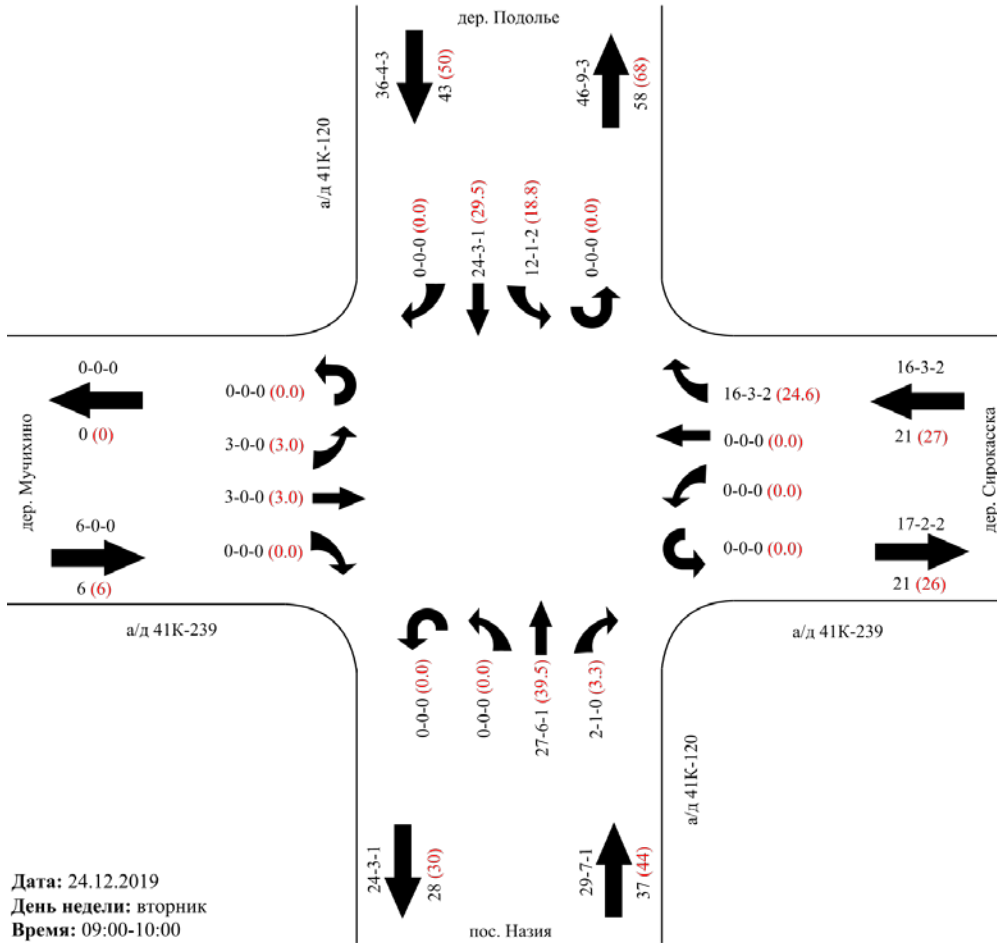 дер. Подолье
36-4-3
43 (50)
46-9-3
58 (68)
а/д 41К-120
0-0-0 (0.0)
24-3-1 (29.5)
12-1-2 (18.8)
0-0-0 (0.0)
дер. Мучихино
0-0-0
0 (0)
6-0-0
6 (6)
0-0-0 (0.0)
3-0-0 (3.0)
3-0-0 (3.0)
0-0-0 (0.0)
16-3-2 (24.6)
0-0-0 (0.0)
0-0-0 (0.0)
0-0-0 (0.0)
16-3-2
21 (27)
17-2-2
21 (26)
дер. Сирокасска
а/д 41К-239
а/д 41К-239
0-0-0 (0.0)
0-0-0 (0.0)
27-6-1 (39.5)
2-1-0 (3.3)
а/д 41К-120
24-3-1
28 (30)
29-7-1
37 (44)
Дата: 24.12.2019
День недели: вторник
Время: 09:00-10:00
пос. Назия